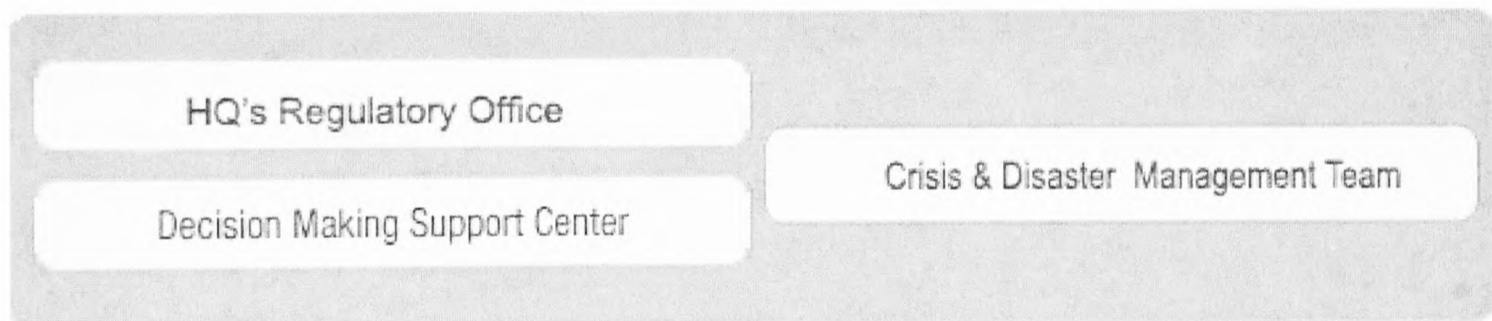 HQ's Regulatory Office
Decision Making Support Center
Crisis & Disaster Management Team